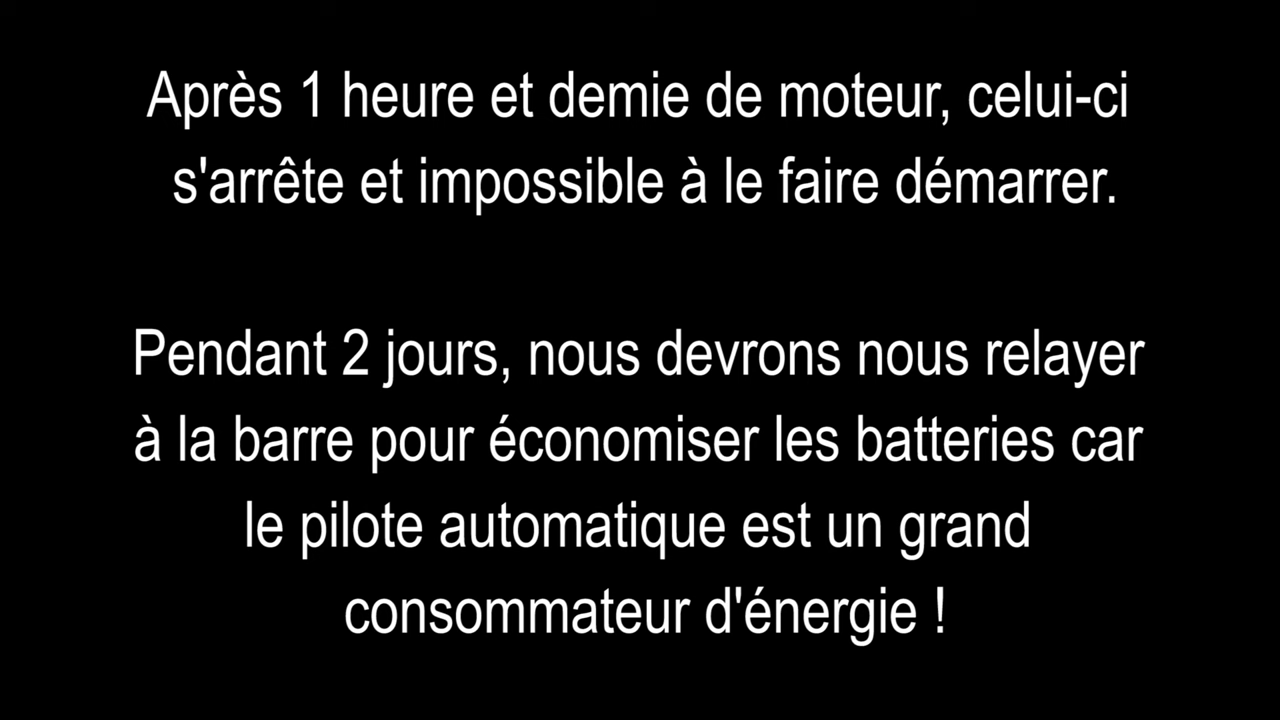 Après 1 heure et demie de moteur, celui-ci
s'arrête et impossible à le faire démarrer.
Pendant 2 jours, nous devrons nous relayer
à la barre pour économiser les batteries car
le pilote automatique est un grand
consommateur d'énergie !